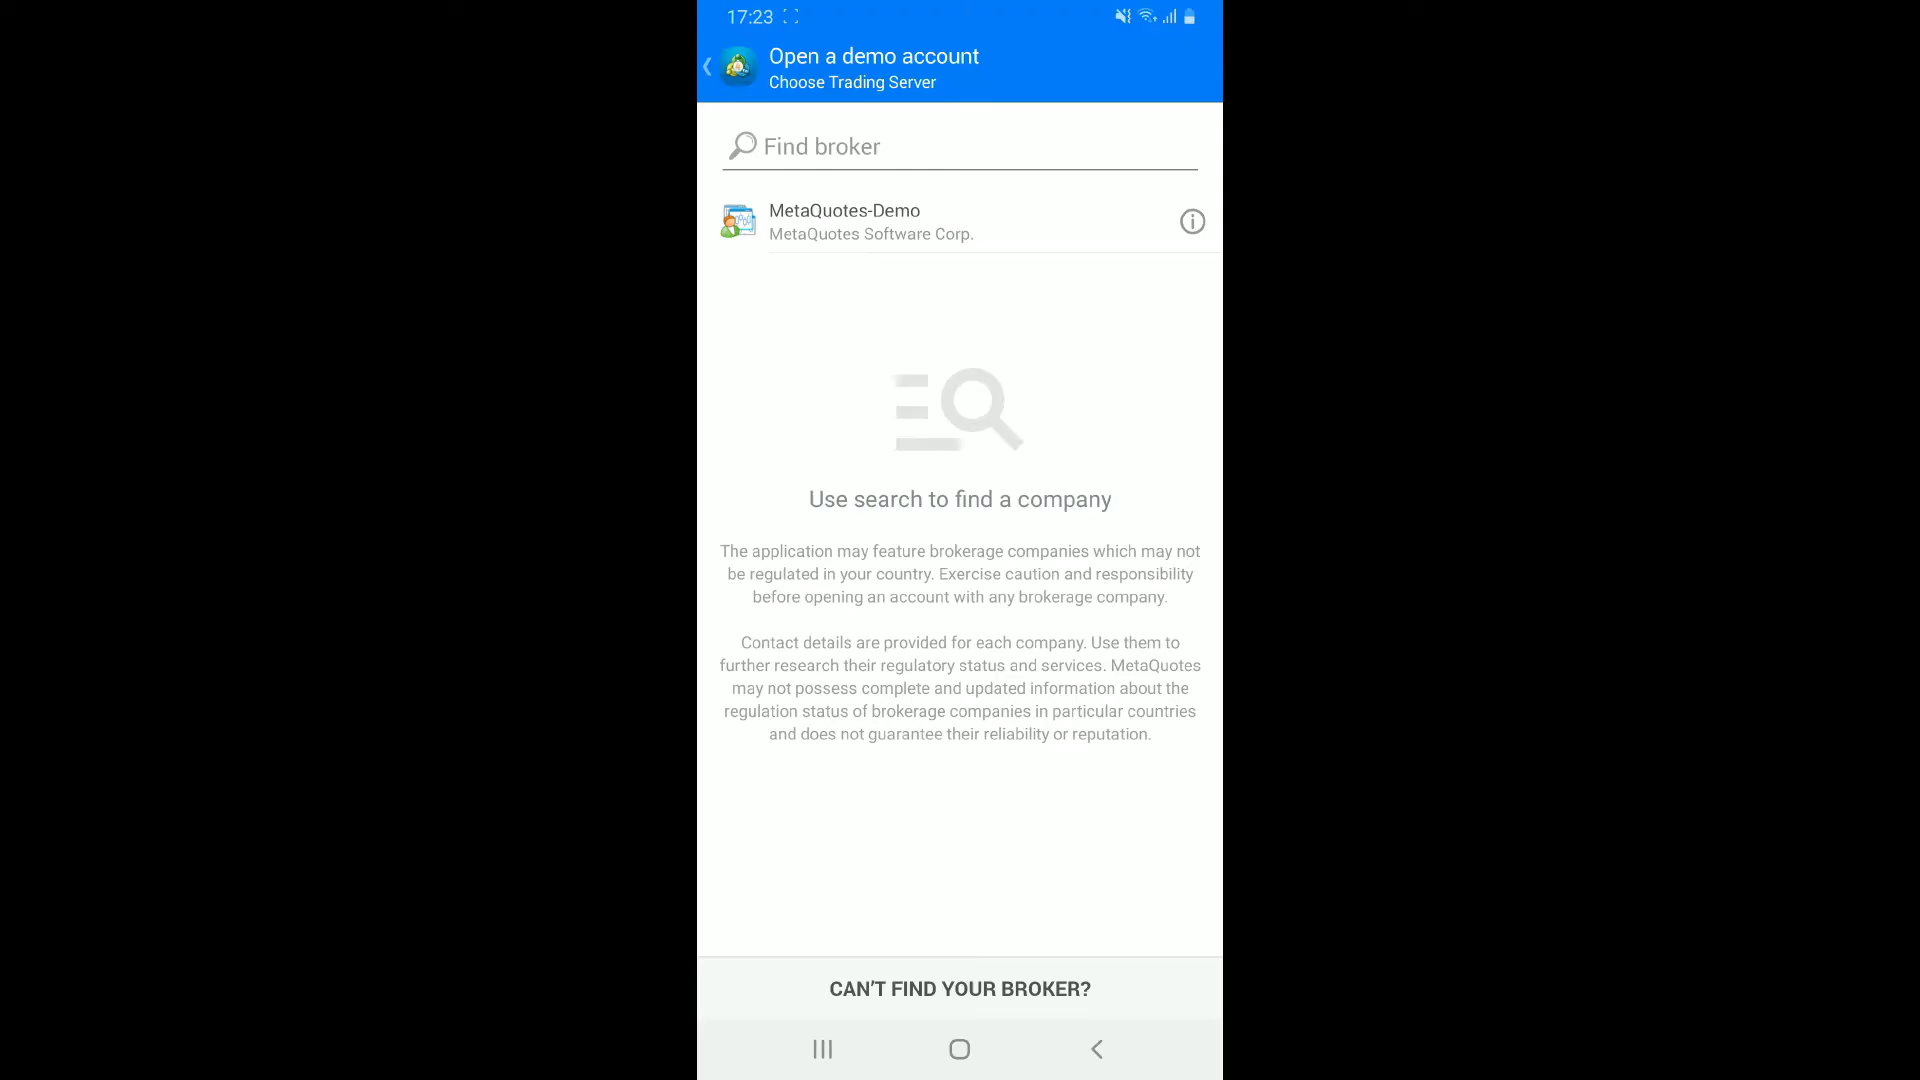 17:23
Open a demo account
Choose Trading Server
Find broker
MetaQuotes-Demo
MetaQuotes Software Corp.
Use search to find a company
The application may feature brokerage companies which may not
be regulated in your country. Exercise caution and responsibility
before opening an account with any brokerage company.
Contact details are provided for each company. Use them to
further research their regulatory status and services. MetaQuotes
may not possess complete and updated information about the
regulation status of brokerage companies in particular countries
and does not guarantee their reliability or reputation.
CAN'T FIND YOUR BROKER?